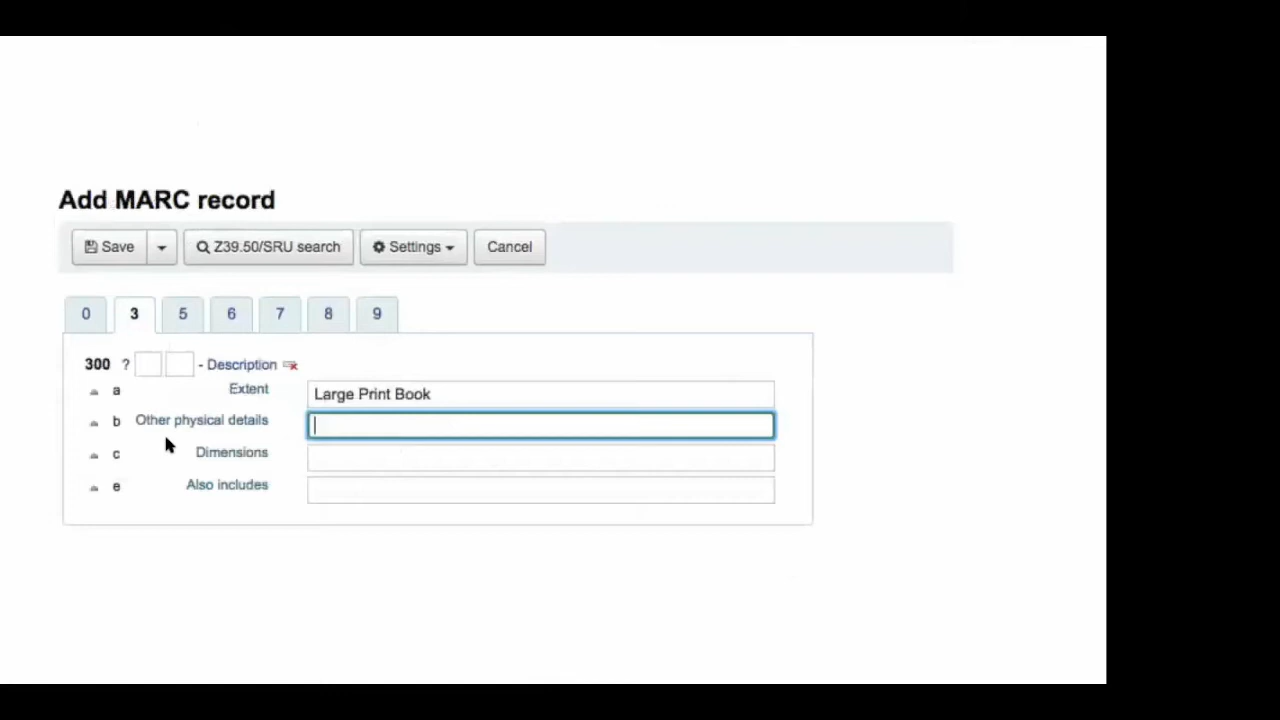 Add MARC record
Save Z39.50/SRU search Settings Cancel
0 3 5 6 7 8 9
300 ? - Description
a Extent Large Print Book
b Other physical details
c Dimensions
e Also includes